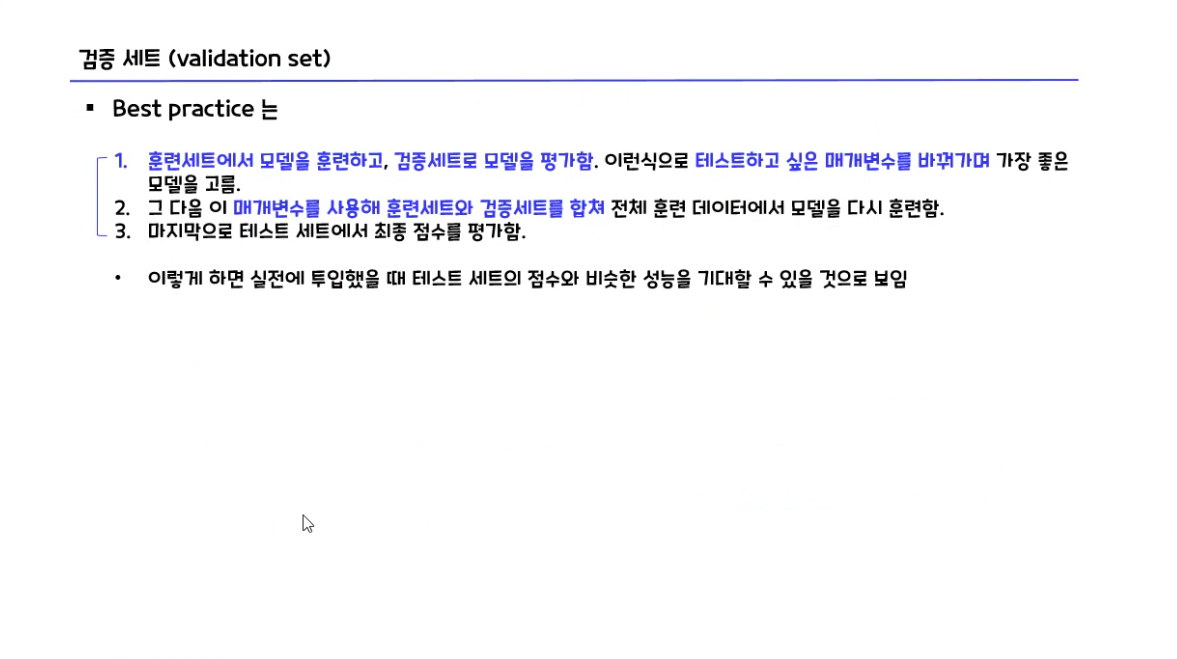 검증 세트 (validation set)
▪ Best practice 는
1. 훈련세트에서 모델을 훈련하고, 검증세트로 모델을 평가함. 이런식으로 테스트하고 싶은 매개변수를 바꿔가며 가장 좋은
모델을 고름.
2. 그 다음 이 매개변수를 사용해 훈련세트와 검증세트를 합쳐 전체 훈련 데이터에서 모델을 다시 훈련함.
3. 마지막으로 테스트 세트에서 최종 점수를 평가함.
• 이렇게 하면 실전에 투입했을 때 테스트 세트의 점수와 비슷한 성능을 기대할 수 있을 것으로 보임